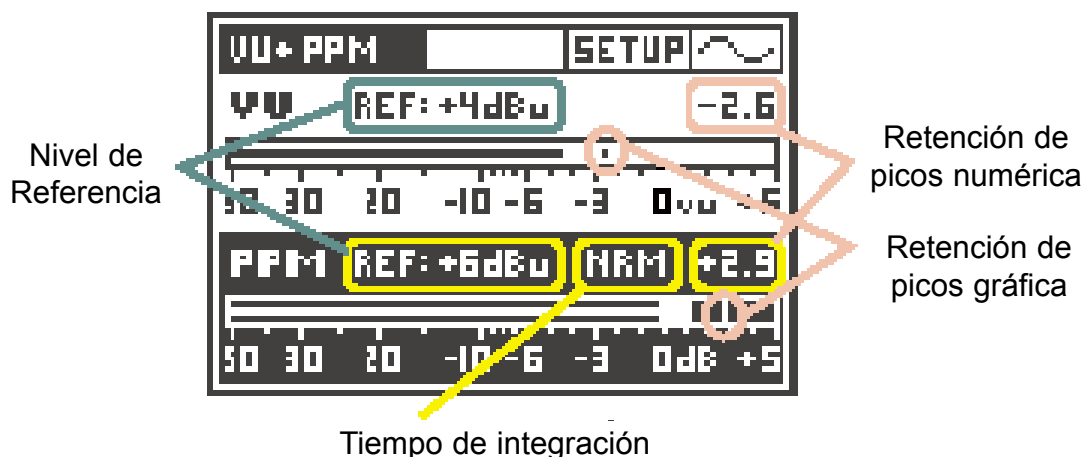 VU+PPM SETUP
VU REF:+4dBu -2.6
30 20 -10 -6 -3 0vu +5
PPM REF:+6dBu NRM +2.9
50 30 20 -10 -6 -3 0dB +5
Nivel de
Referencia
Retención de
picos numérica
Retención de
picos gráfica
Tiempo de integración